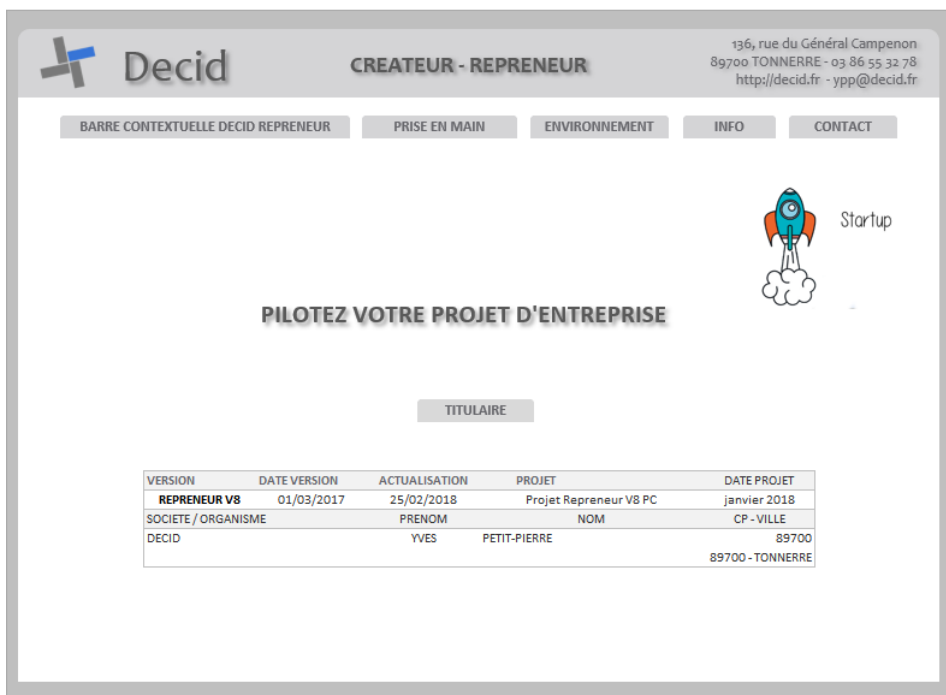 Decid
CREATEUR - REPRENEUR
136, rue du Général Campenon
89700 TONNERRE - 03 86 55 32 78
http://decid.fr - ypp@decid.fr
BARRE CONTEXTUELLE DECID REPRENEUR PRISE EN MAIN ENVIRONNEMENT INFO CONTACT
Startup
PILOTEZ VOTRE PROJET D'ENTREPRISE
TITULAIRE
VERSION DATE VERSION ACTUALISATION PROJET DATE PROJET
REPRENEUR V8 01/03/2017 25/02/2018 Projet Repreneur V8 PC janvier 2018
SOCIETE / ORGANISME PRENOM NOM CP - VILLE
DECID YVES PETIT-PIERRE 89700
89700 - TONNERRE